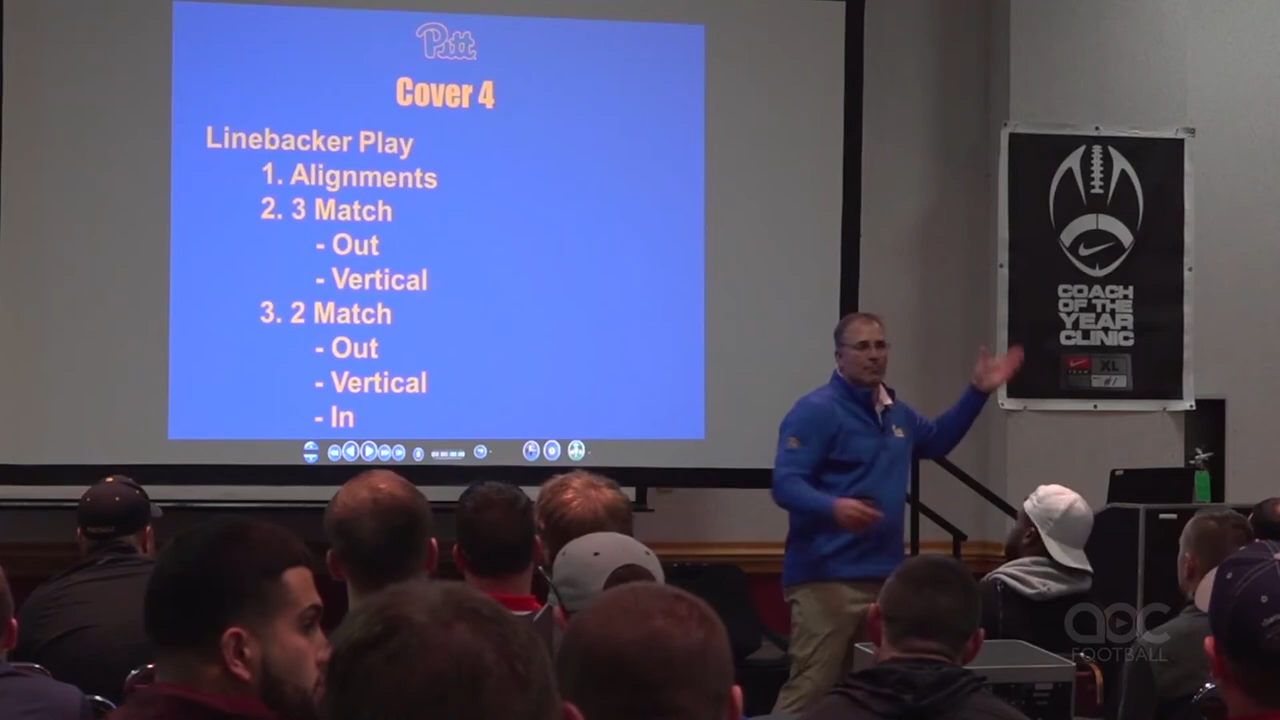 Pitt
Cover 4
Linebacker Play
1. Alignments
2. 3 Match
- Out
- Vertical
3. 2 Match
- Out
- Vertical
- In
COACH
OF THE
YEAR
CLINIC
XL
AOC
FOOTBALL